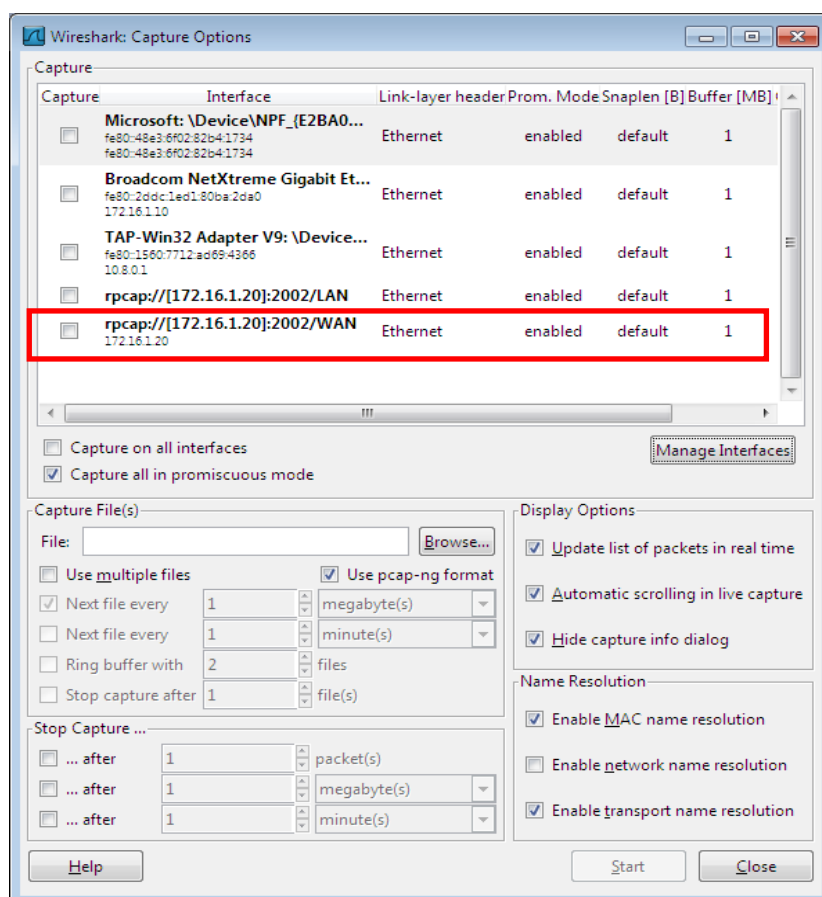 Wireshark: Capture Options
Capture
Capture Interface Link-layer header Prom. Mode Snaplen [B] Buffer [MB]
Microsoft: \Device\NPF_{E2BA0...
fe80::48e3:6f02:82b4:1734
fe80::48e3:6f02:82b4:1734
Ethernet enabled default 1
Broadcom NetXtreme Gigabit Et...
fe80::2ddc:1ed1:80ba:2da0
172.16.1.10
Ethernet enabled default 1
TAP-Win32 Adapter V9: \Device...
fe80::1560:7712:ad69:4366
10.8.0.1
Ethernet enabled default 1
rpcap://[172.16.1.20]:2002/LAN Ethernet enabled default 1
rpcap://[172.16.1.20]:2002/WAN
172.16.1.20
Ethernet enabled default 1
Capture on all interfaces
Manage Interfaces
Capture all in promiscuous mode
Capture File(s)
File: Browse...
Use multiple files Use pcap-ng format
Next file every 1 megabyte(s)
Next file every 1 minute(s)
Ring buffer with 2 files
Stop capture after 1 file(s)
Stop Capture ...
... after 1 packet(s)
... after 1 megabyte(s)
... after 1 minute(s)
Display Options
Update list of packets in real time
Automatic scrolling in live capture
Hide capture info dialog
Name Resolution
Enable MAC name resolution
Enable network name resolution
Enable transport name resolution
Help Start Close